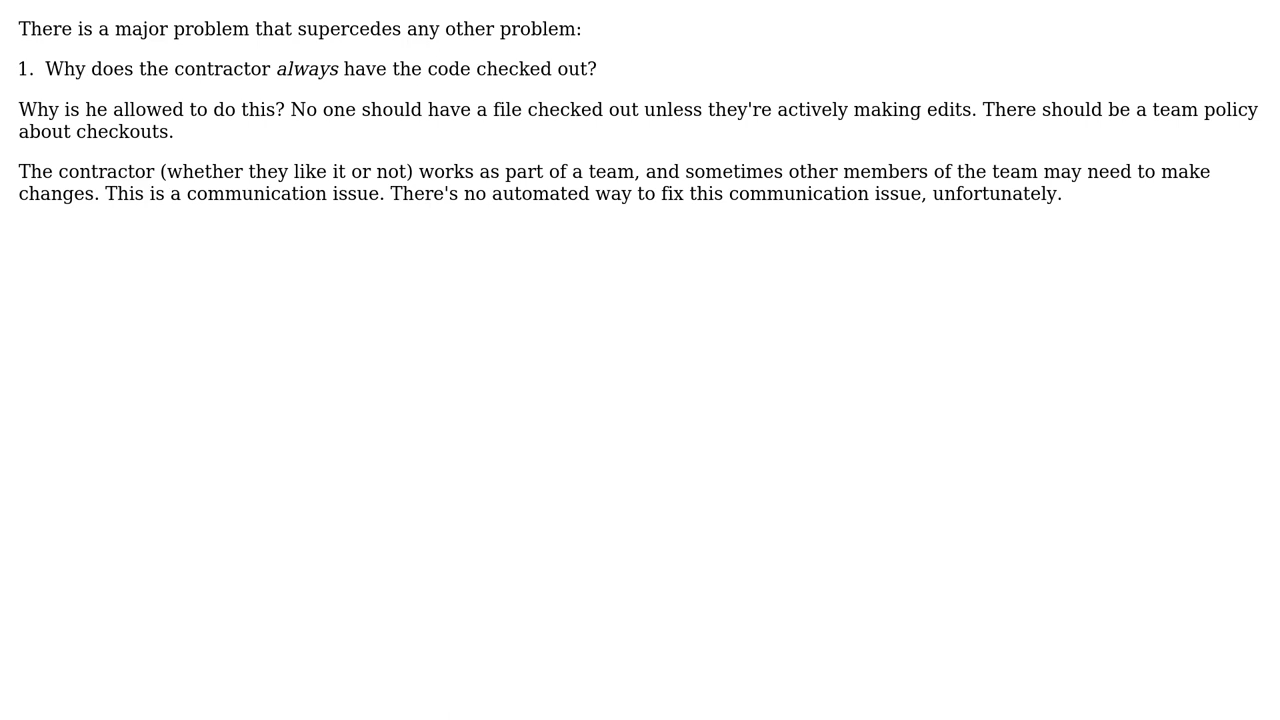 There is a major problem that supercedes any other problem:
1. Why does the contractor always have the code checked out?
Why is he allowed to do this? No one should have a file checked out unless they're actively making edits. There should be a team policy
about checkouts.
The contractor (whether they like it or not) works as part of a team, and sometimes other members of the team may need to make
changes. This is a communication issue. There's no automated way to fix this communication issue, unfortunately.